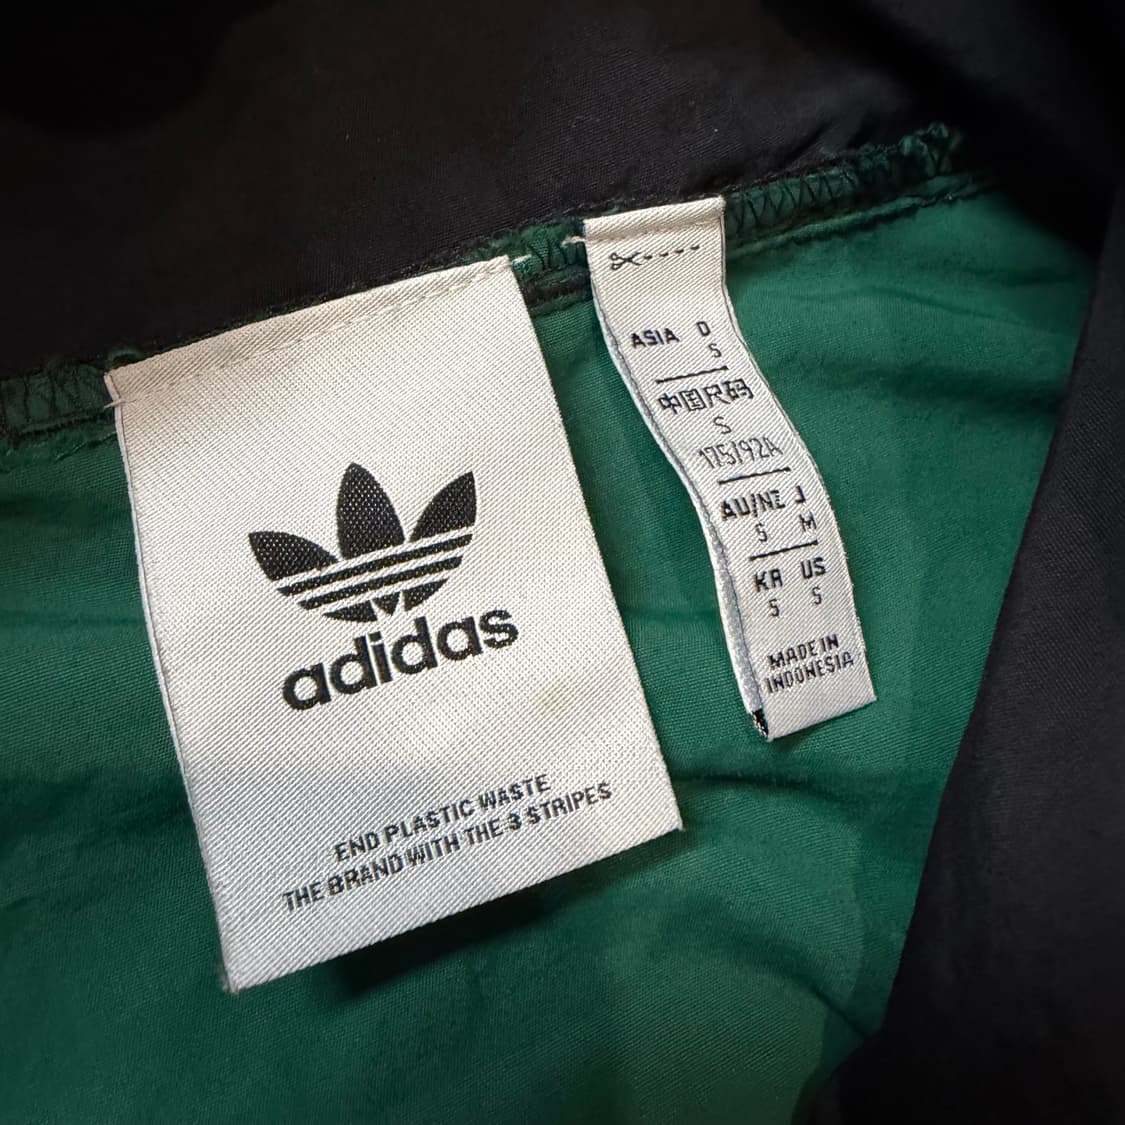 adidas
END PLASTIC WASTE
THE BRAND WITH THE 3 STRIPES
ASIA D
S
中国尺码
S
175/92A
AU/NZ J
S M
KR US
S S
MADE IN
INDONESIA